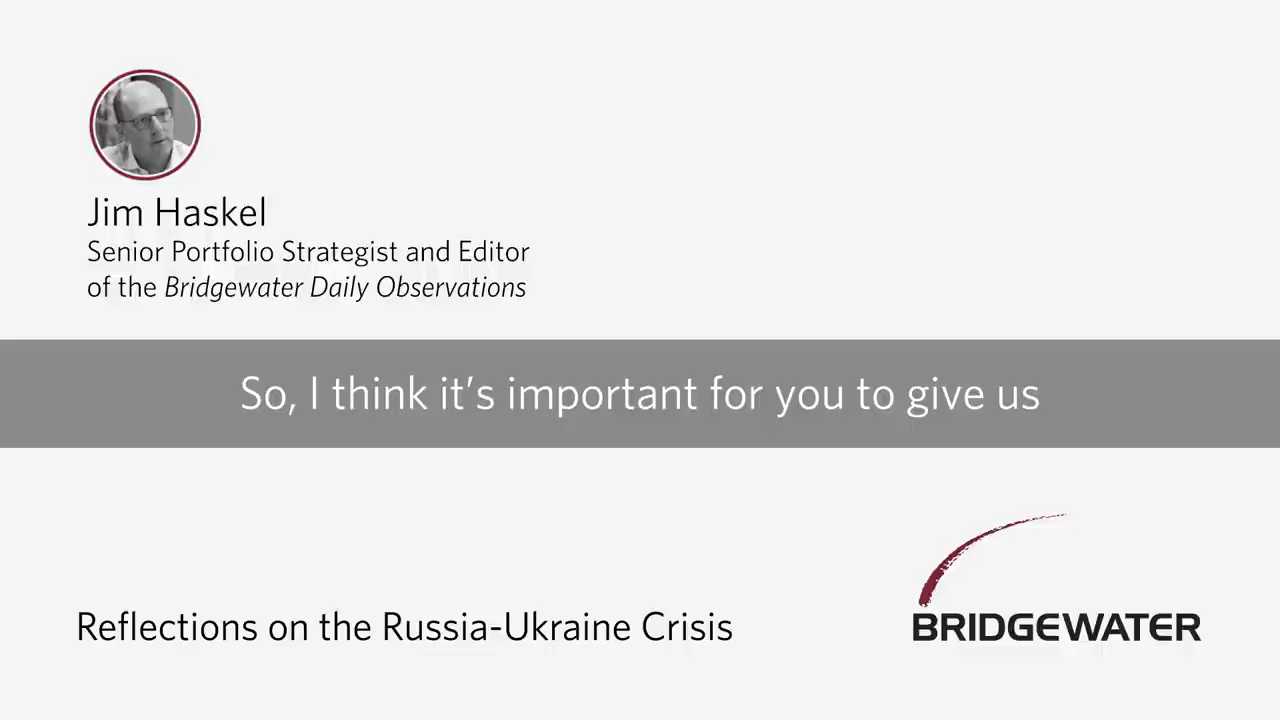 Jim Haskel
Senior Portfolio Strategist and Editor
of the Bridgewater Daily Observations
So, I think it’s important for you to give us
Reflections on the Russia-Ukraine Crisis
BRIDGEWATER